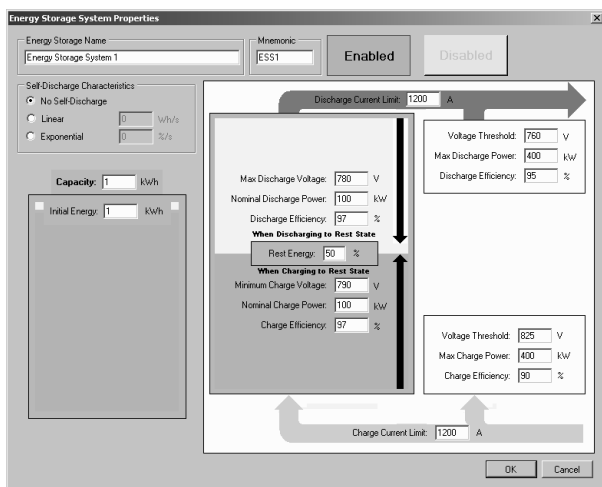 Energy Storage System Properties
Energy Storage Name
Energy Storage System 1
Mnemonic
ESS1
Enabled
Disabled
Self-Discharge Characteristics
No Self-Discharge
Linear 0 Wh/s
Exponential 0 %/s
Capacity: 1 kWh
Initial Energy: 1 kWh
Discharge Current Limit: 1200 A
Max Discharge Voltage: 780 V
Nominal Discharge Power: 100 kW
Discharge Efficiency: 97 %
When Discharging to Rest State
Rest Energy: 50 %
When Charging to Rest State
Minimum Charge Voltage: 790 V
Nominal Charge Power: 100 kW
Charge Efficiency: 97 %
Voltage Threshold: 760 V
Max Discharge Power: 400 kW
Discharge Efficiency: 95 %
Voltage Threshold: 825 V
Max Charge Power: 400 kW
Charge Efficiency: 90 %
Charge Current Limit: 1200 A
OK
Cancel